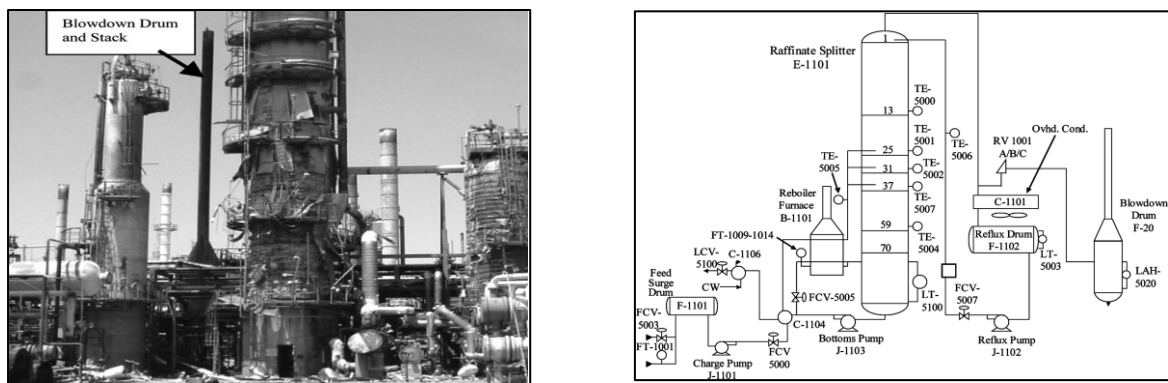 Blowdown Drum
and Stack
Raffinate Splitter
E-1101
1
13
25
31
37
59
70
TE-
5000
TE-
5001
TE-
5002
TE-
5007
TE-
5004
TE-
5005
TE-
5006
RV 1001
A/B/C
Ovhd. Cond.
C-1101
Reflux Drum
F-1102
LT-
5003
Blowdown
Drum
F-20
LAH-
5020
Reboiler
Furnace
B-1101
FT-1009-1014
LCV-
5100
C-1106
CW
Feed
Surge
Drum
F-1101
FCV-
5003
FT-1001
FCV-5005
C-1104
LT-
5100
FCV-
5007
Charge Pump
J-1101
FCV
5000
Bottoms Pump
J-1103
Reflux Pump
J-1102